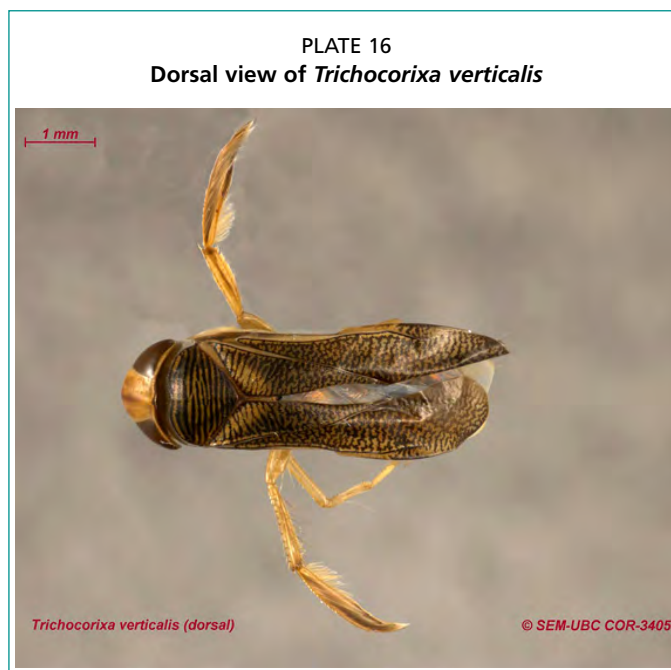 PLATE 16
Dorsal view of Trichocorixa verticalis
1 mm
Trichocorixa verticalis (dorsal)
© SEM-UBC COR-3405